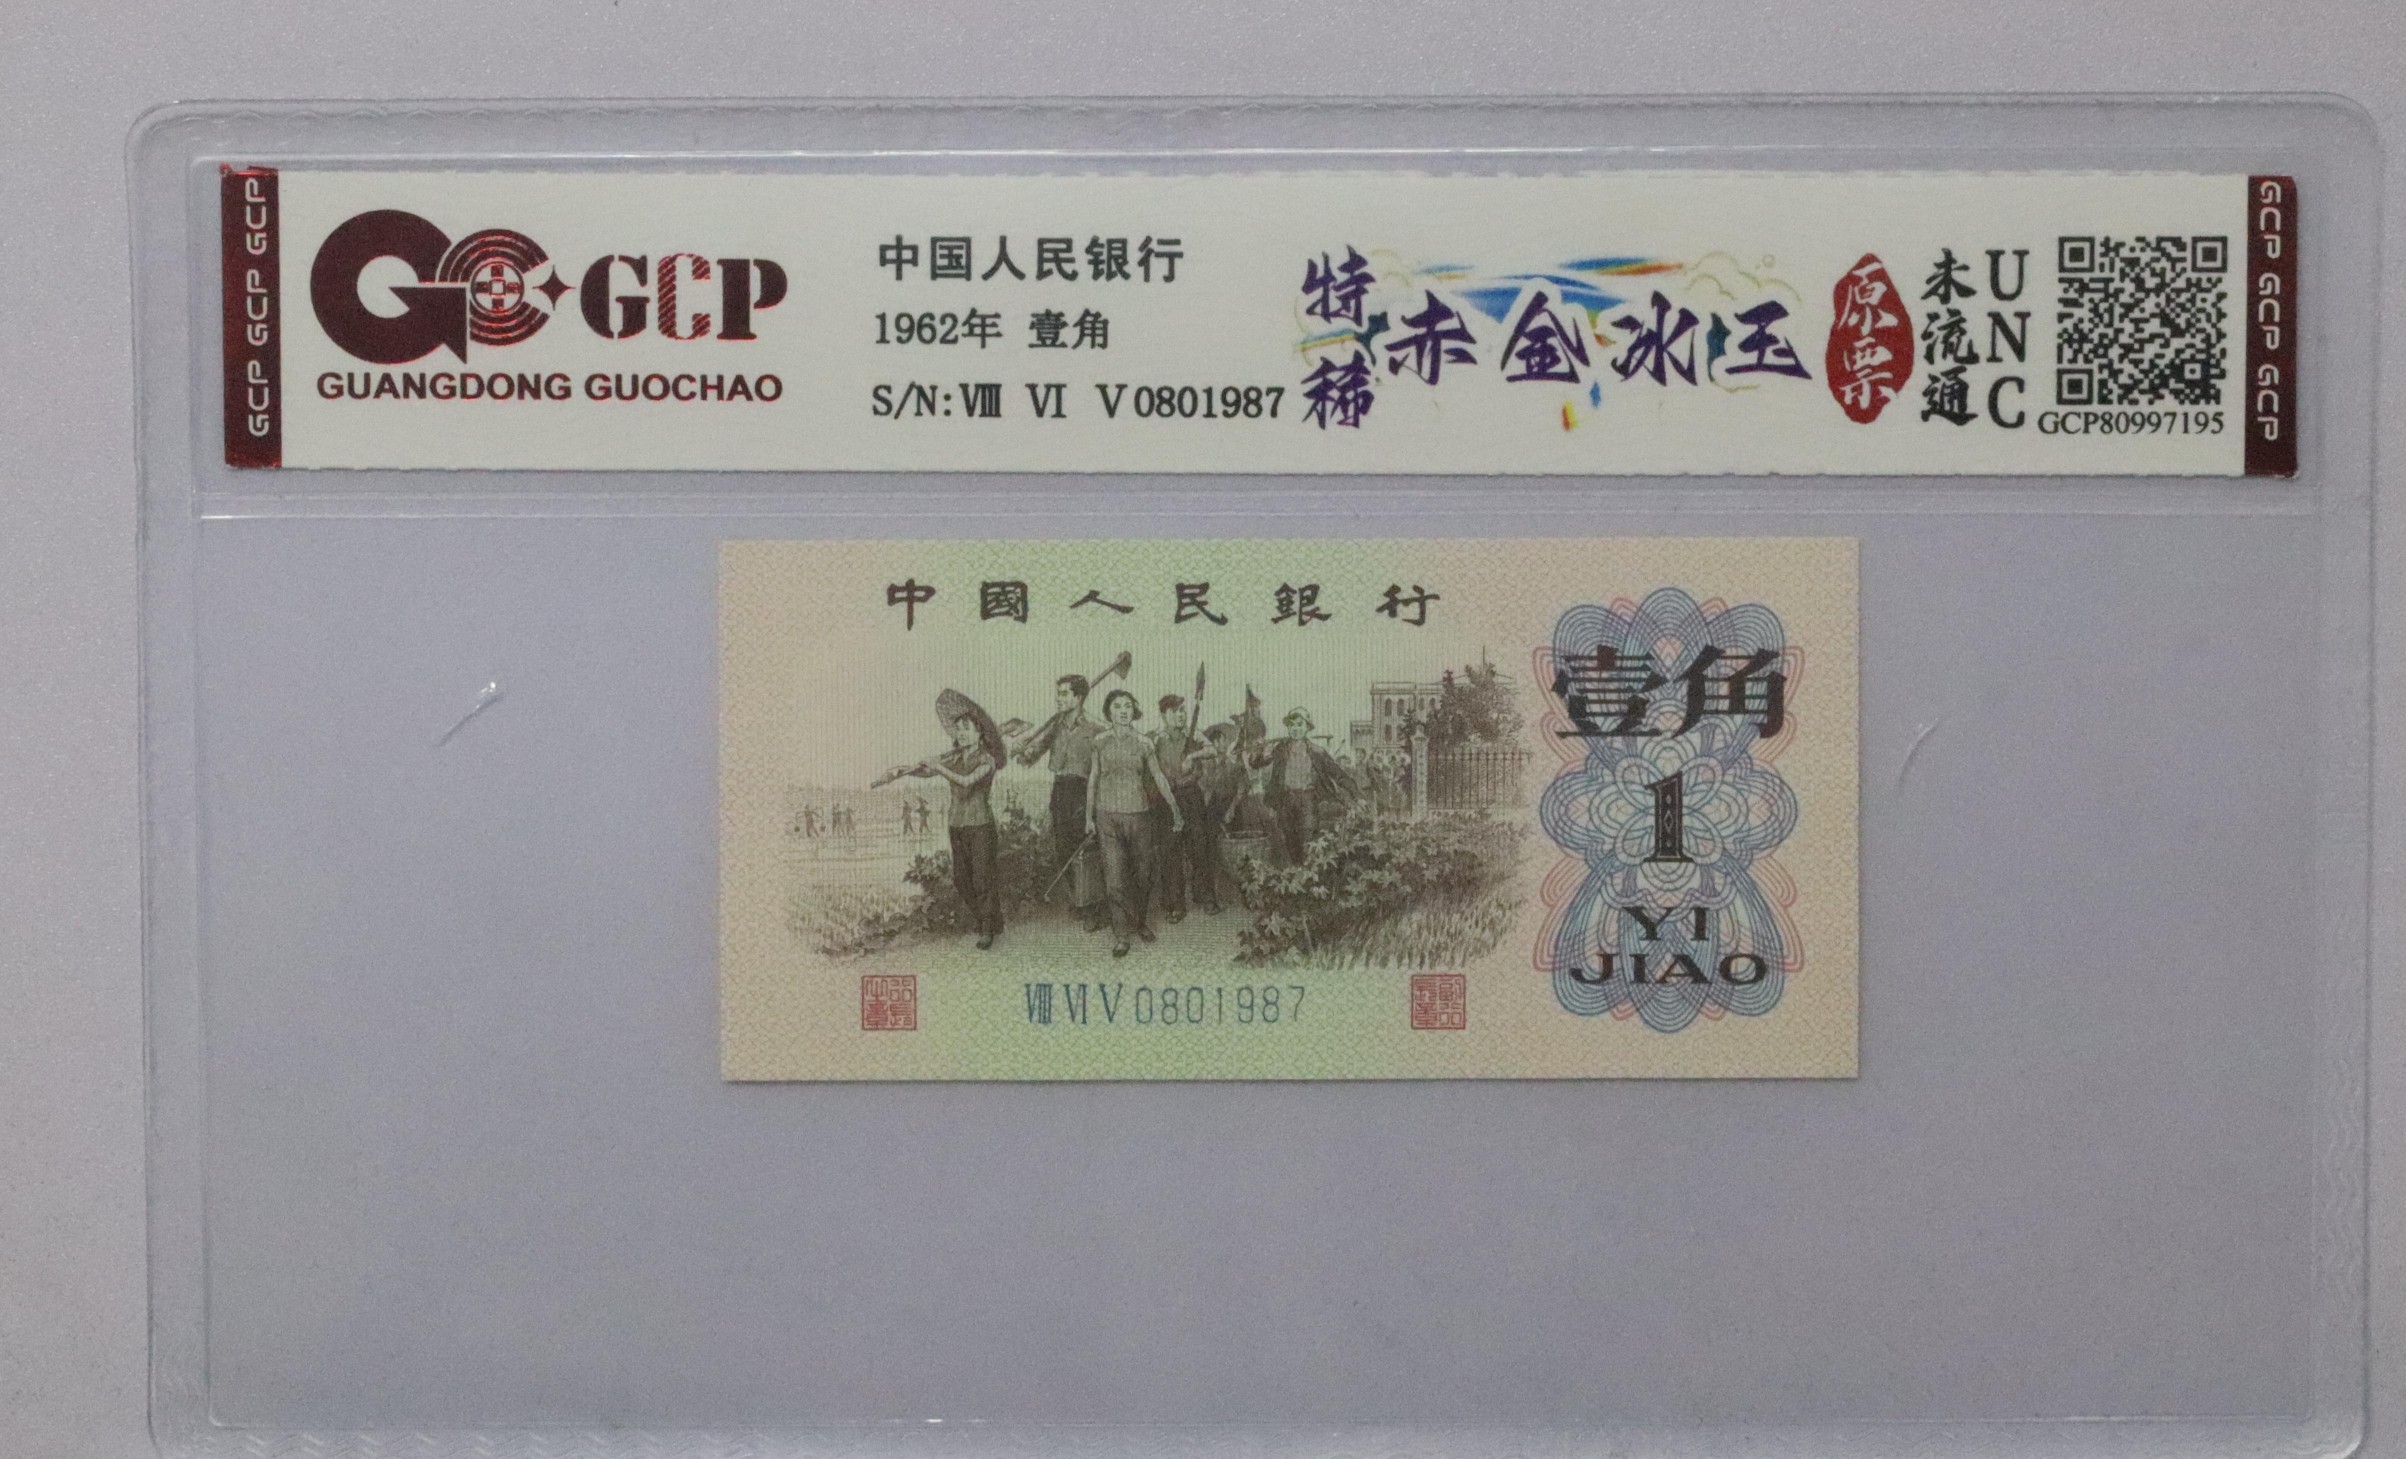 GCP GCP GCP
GCP
GUANGDONG GUOCHAO
中国人民银行
1962年 壹角
S/N:Ⅷ Ⅵ Ⅴ0801987
特稀
赤金冰玉
原票
未流通
UNC
GCP80997195
GCP GCP GCP
中國人民銀行
壹角
1
YI
JIAO
ⅧⅥⅤ0801987